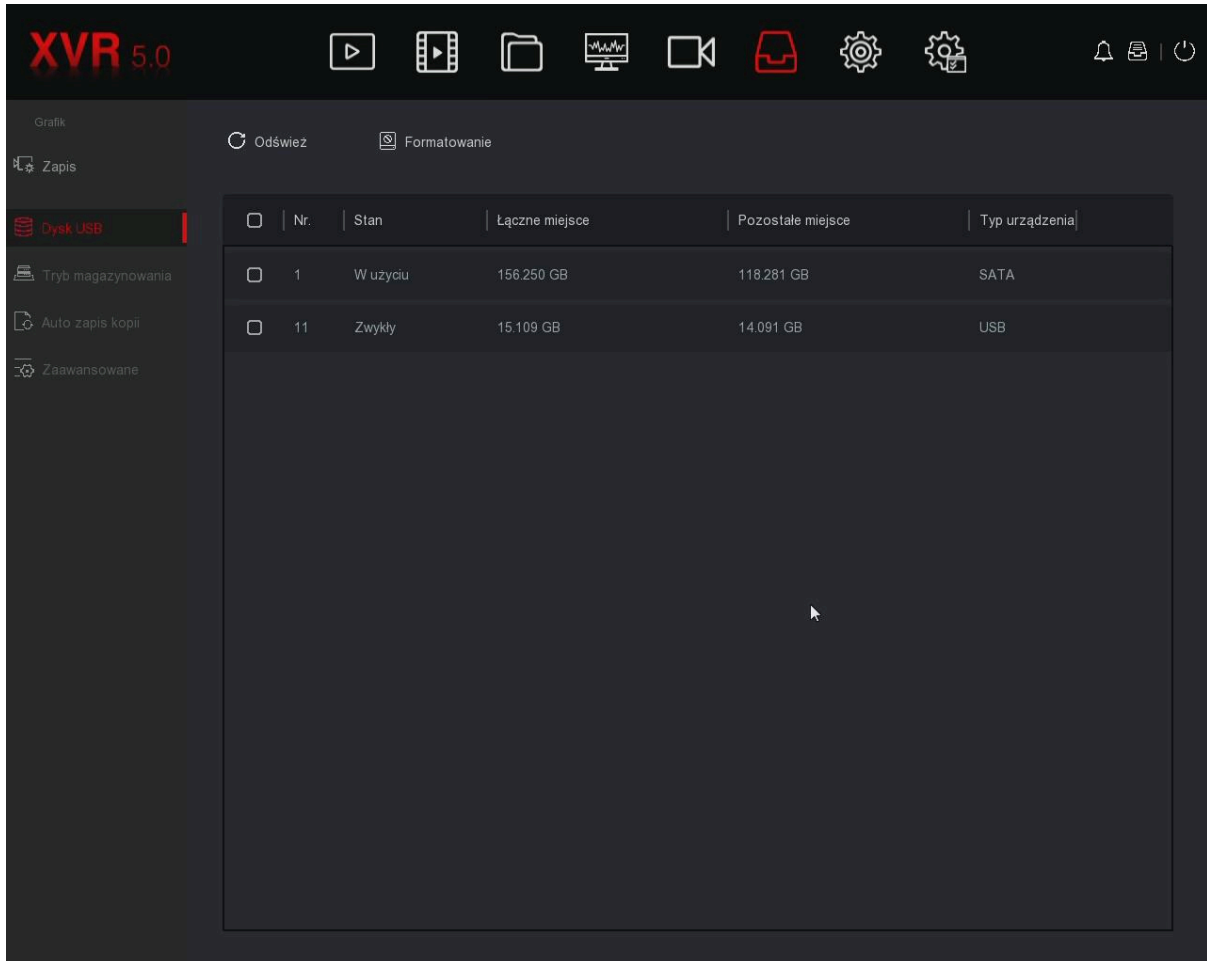 XVR 5.0
Grafik
Zapis
Dysk USB
Tryb magazynowania
Auto zapis kopii
Zaawansowane
Odśwież Formatowanie
Nr. Stan Łączne miejsce Pozostałe miejsce Typ urządzenia
1 W użyciu 156.250 GB 118.281 GB SATA
11 Zwykły 15.109 GB 14.091 GB USB